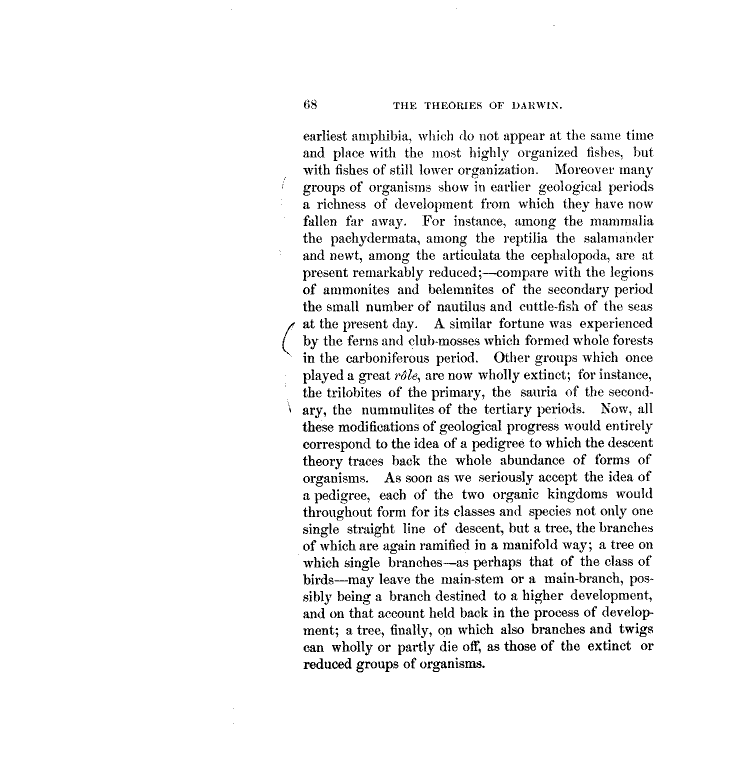 68 THE THEORIES OF DARWIN.
earliest amphibia, which do not appear at the same time
and place with the most highly organized fishes, but
with fishes of still lower organization. Moreover many
groups of organisms show in earlier geological periods
a richness of development from which they have now
fallen far away. For instance, among the mammalia
the pachydermata, among the reptilia the salamander
and newt, among the articulata the cephalopoda, are at
present remarkably reduced;—compare with the legions
of ammonites and belemnites of the secondary period
the small number of nautilus and cuttle-fish of the seas
at the present day. A similar fortune was experienced
by the ferns and club-mosses which formed whole forests
in the carboniferous period. Other groups which once
played a great rôle, are now wholly extinct; for instance,
the trilobites of the primary, the sauria of the second-
ary, the nummulites of the tertiary periods. Now, all
these modifications of geological progress would entirely
correspond to the idea of a pedigree to which the descent
theory traces back the whole abundance of forms of
organisms. As soon as we seriously accept the idea of
a pedigree, each of the two organic kingdoms would
throughout form for its classes and species not only one
single straight line of descent, but a tree, the branches
of which are again ramified in a manifold way; a tree on
which single branches—as perhaps that of the class of
birds—may leave the main-stem or a main-branch, pos-
sibly being a branch destined to a higher development,
and on that account held back in the process of develop-
ment; a tree, finally, on which also branches and twigs
can wholly or partly die off, as those of the extinct or
reduced groups of organisms.